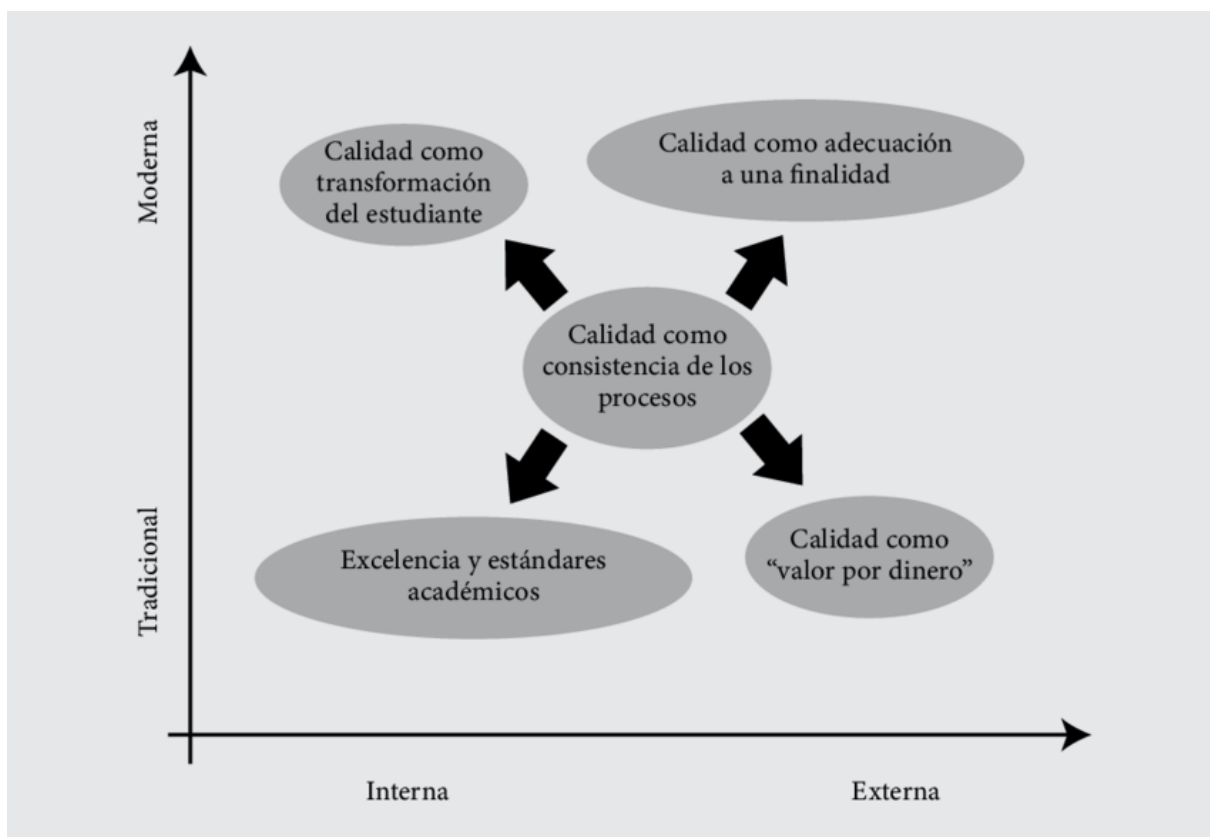 Moderna
Tradicional
Calidad como
transformación
del estudiante
Calidad como adecuación
a una finalidad
Calidad como
consistencia de los
procesos
Excelencia y estándares
académicos
Calidad como
“valor por dinero”
Interna
Externa